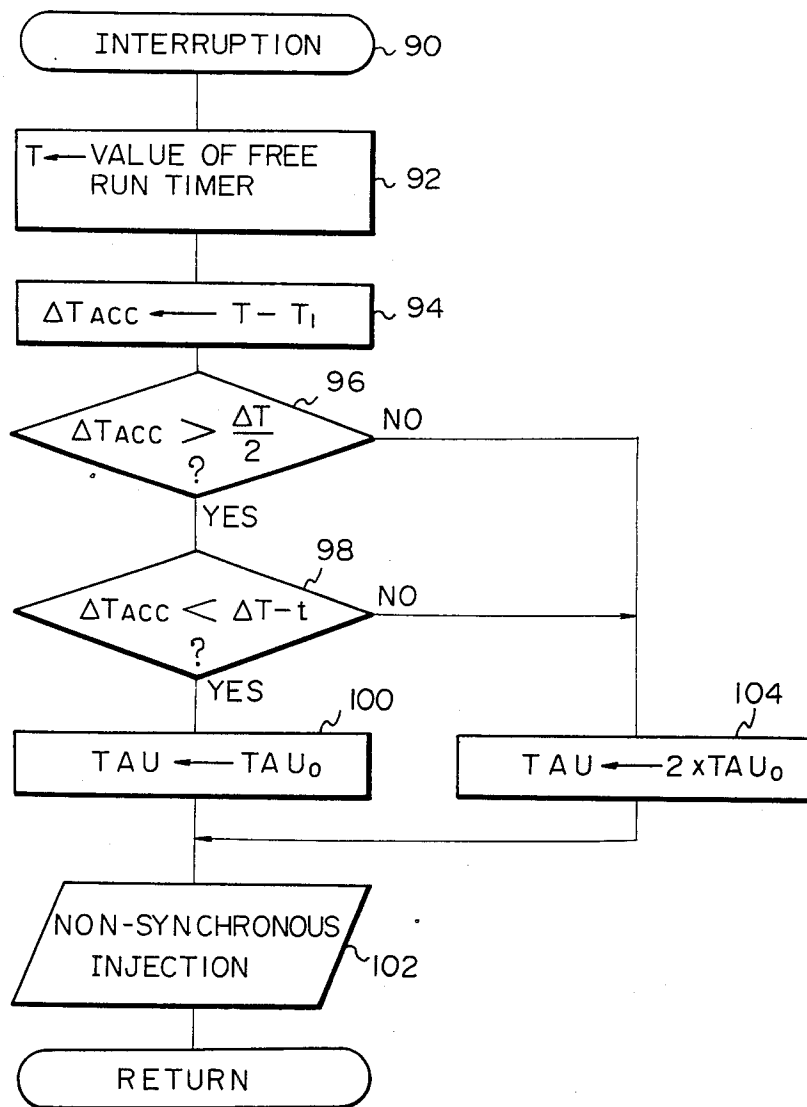 INTERRUPTION 90
T ← VALUE OF FREE
RUN TIMER
92
ΔTACC ← T - T1 94
96
ΔTACC > ΔT/2
?
NO
YES
98
ΔTACC < ΔT-t
?
NO
YES
100
TAU ← TAU0
104
TAU ← 2 x TAU0
NON-SYNCHRONOUS
INJECTION
102
RETURN